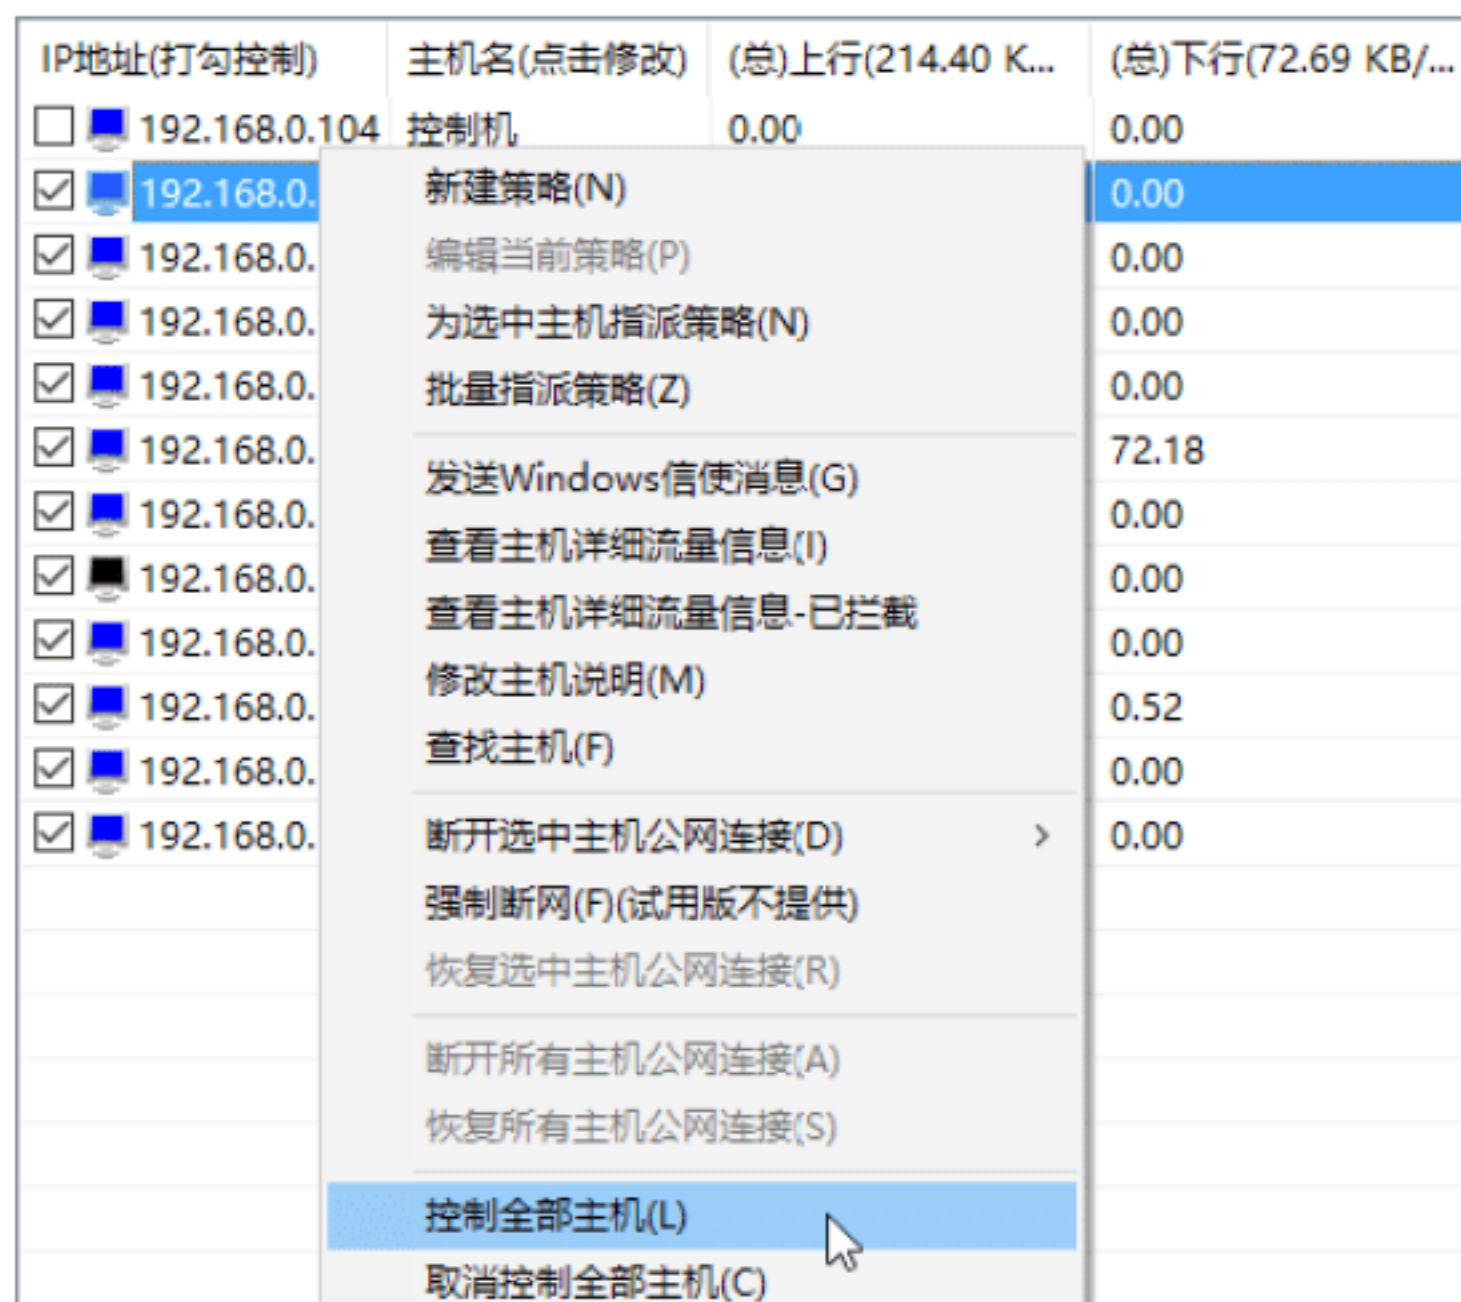 IP地址(打勾控制) 主机名(点击修改) (总)上行(214.40 K... (总)下行(72.69 KB/...
192.168.0.104 控制机 0.00 0.00
192.168.0. 0.00
192.168.0. 0.00
192.168.0. 0.00
192.168.0. 0.00
192.168.0. 72.18
192.168.0. 0.00
192.168.0. 0.00
192.168.0. 0.00
192.168.0. 0.52
192.168.0. 0.00
192.168.0. 0.00
新建策略(N)
编辑当前策略(P)
为选中主机指派策略(N)
批量指派策略(Z)
发送Windows信使消息(G)
查看主机详细流量信息(I)
查看主机详细流量信息-已拦截
修改主机说明(M)
查找主机(F)
断开选中主机公网连接(D)
强制断网(F)(试用版不提供)
恢复选中主机公网连接(R)
断开所有主机公网连接(A)
恢复所有主机公网连接(S)
控制全部主机(L)
取消控制全部主机(C)